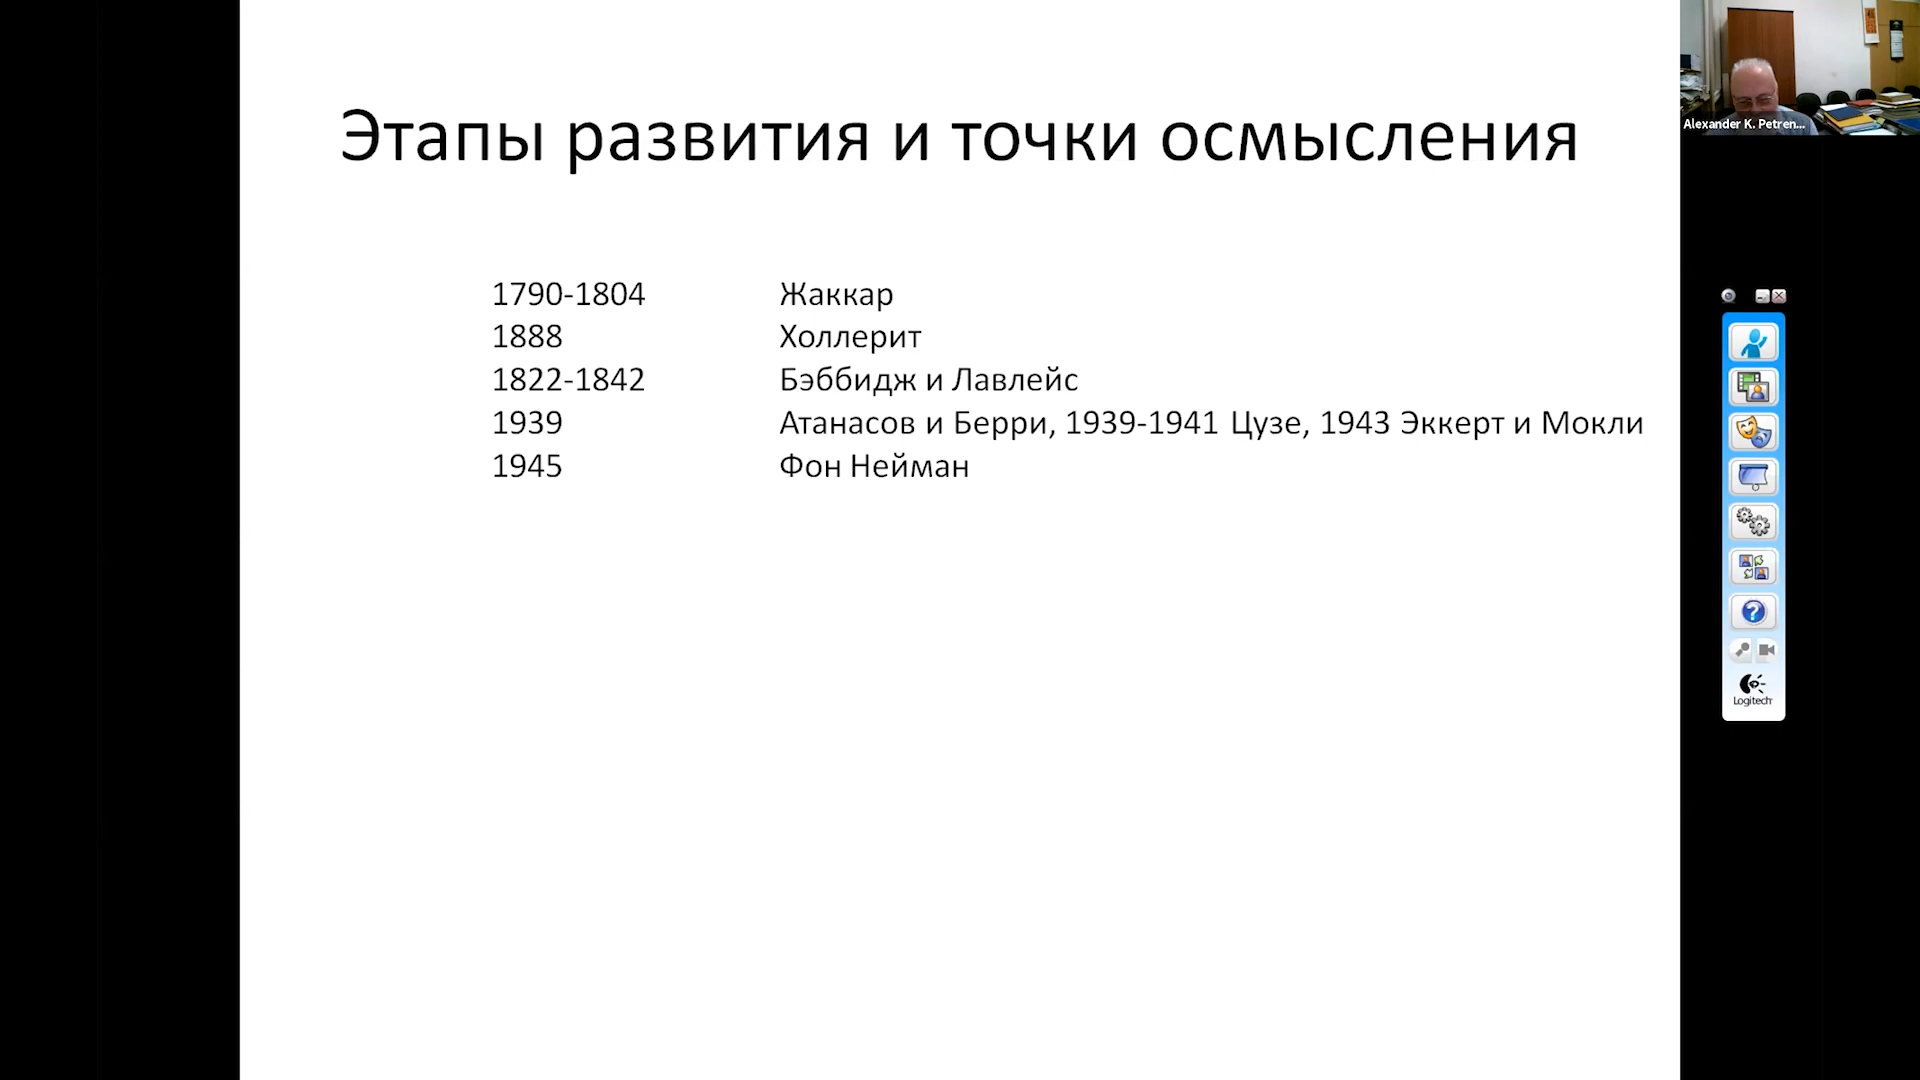 Этапы развития и точки осмысления
1790-1804 Жаккар
1888 Холлерит
1822-1842 Бэббидж и Лавлейс
1939 Атанасов и Берри, 1939-1941 Цузе, 1943 Эккерт и Мокли
1945 Фон Нейман
Alexander K. Petren...
Logitech